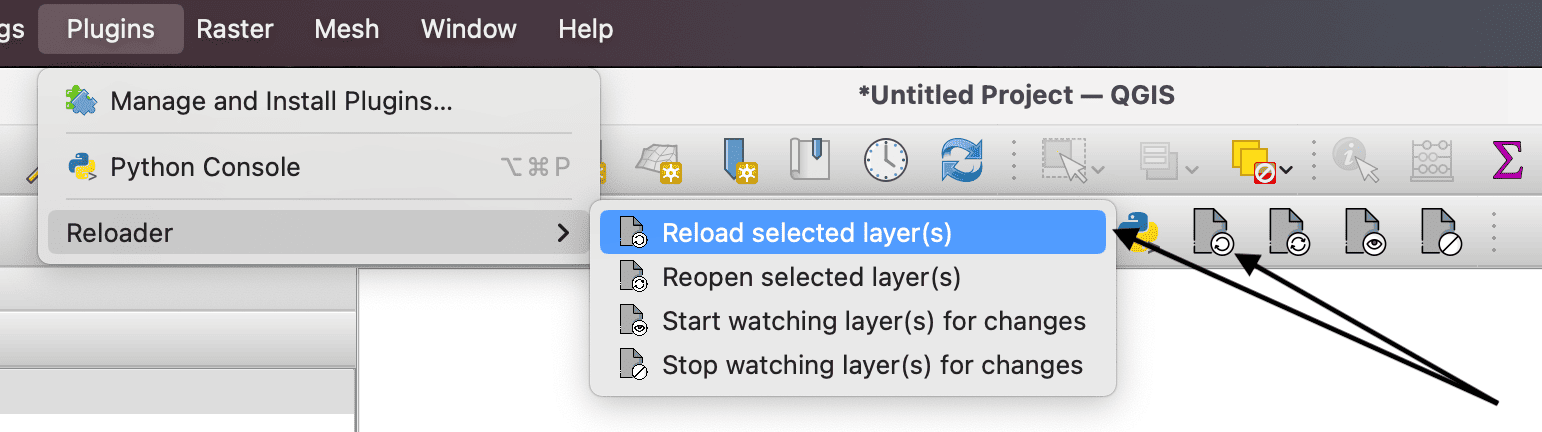 gs Plugins Raster Mesh Window Help
*Untitled Project — QGIS
Manage and Install Plugins...
Python Console ⌥⌘P
Reloader
Reload selected layer(s)
Reopen selected layer(s)
Start watching layer(s) for changes
Stop watching layer(s) for changes